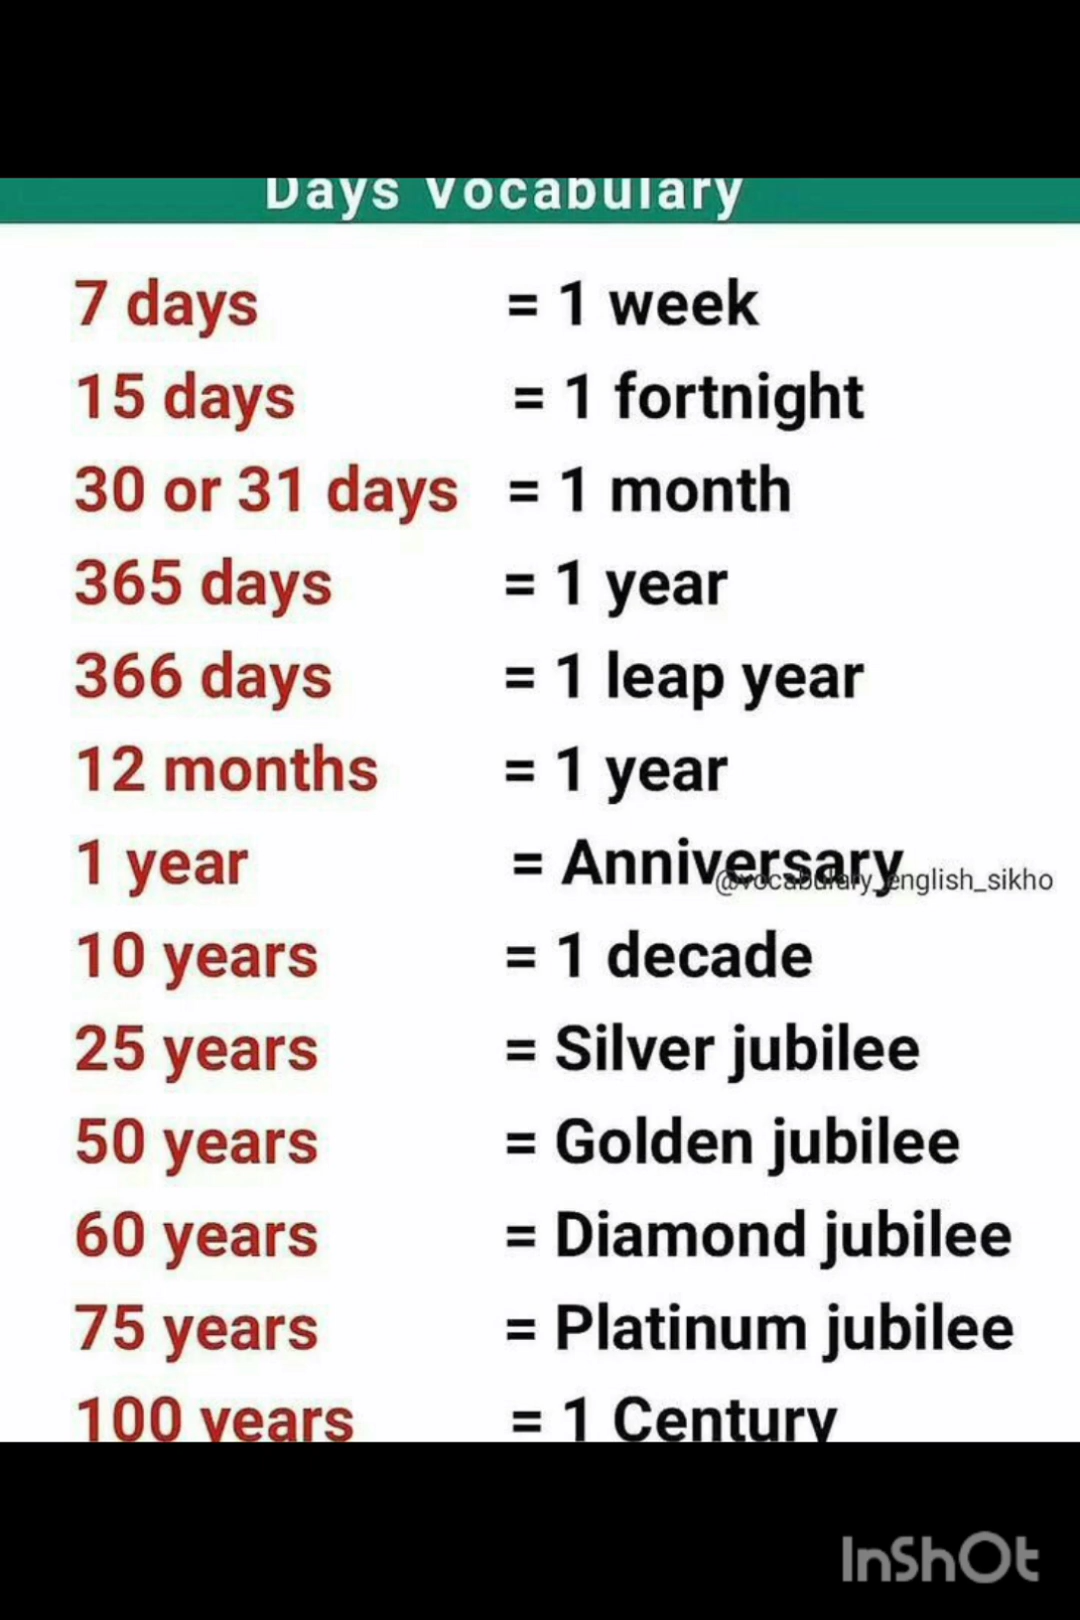 Days Vocabulary
7 days = 1 week
15 days = 1 fortnight
30 or 31 days = 1 month
365 days = 1 year
366 days = 1 leap year
12 months = 1 year
1 year = Anniversary
@vocabulary_english_sikho
10 years = 1 decade
25 years = Silver jubilee
50 years = Golden jubilee
60 years = Diamond jubilee
75 years = Platinum jubilee
100 years = 1 Century
InShOt